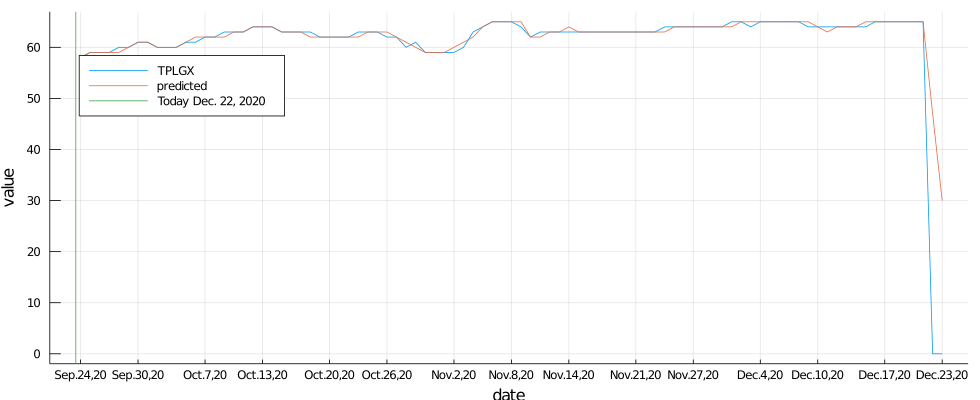 60
50
40
30
20
10
0
value
TPLGX
predicted
Today Dec. 22, 2020
Sep.24,20 Sep.30,20 Oct.7,20 Oct.13,20 Oct.20,20 Oct.26,20 Nov.2,20 Nov.8,20 Nov.14,20 Nov.21,20 Nov.27,20 Dec.4,20 Dec.10,20 Dec.17,20 Dec.23,20
date